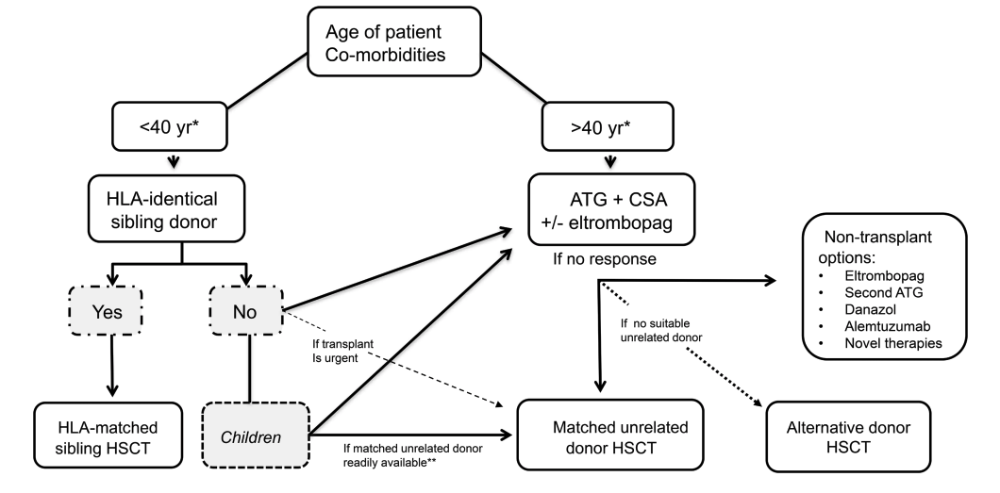 Age of patient
Co-morbidities
<40 yr*
>40 yr*
HLA-identical
sibling donor
ATG + CSA
+/- eltrombopag
If no response
Non-transplant
options:
• Eltrombopag
• Second ATG
• Danazol
• Alemtuzumab
• Novel therapies
Yes
No
If transplant
Is urgent
If no suitable
unrelated donor
HLA-matched
sibling HSCT
Children
If matched unrelated donor
readily available**
Matched unrelated
donor HSCT
Alternative donor
HSCT